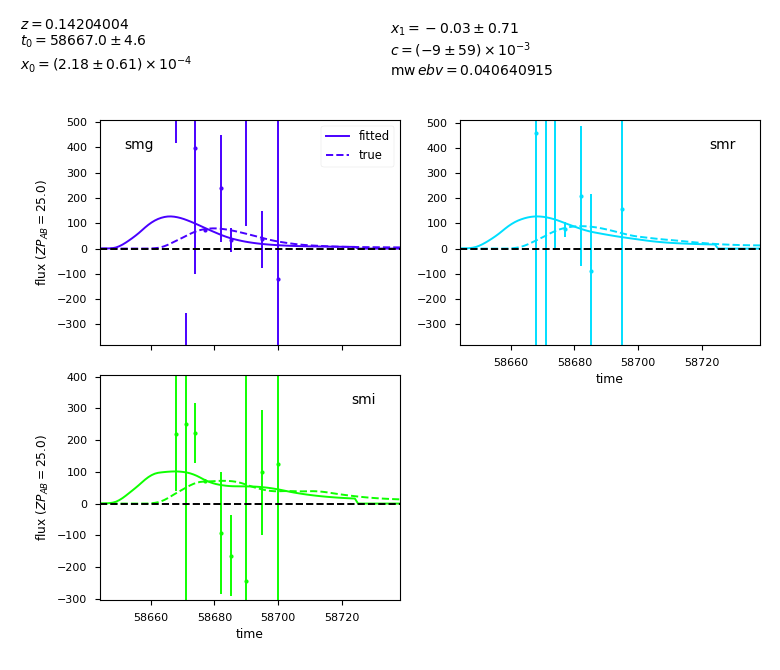 z = 0.14204004
t₀ = 58667.0 ± 4.6
x₀ = (2.18 ± 0.61) × 10⁻⁴
x₁ = − 0.03 ± 0.71
c = (−9 ± 59) × 10⁻³
mw ebv = 0.040640915
500
400
300
200
100
0
−100
−200
−300
flux (ZP_AB = 25.0)
smg
fitted
true
500
400
300
200
100
0
−100
−200
−300
smr
58660 58680 58700 58720
time
400
300
200
100
0
−100
−200
−300
flux (ZP_AB = 25.0)
smi
58660 58680 58700 58720
time